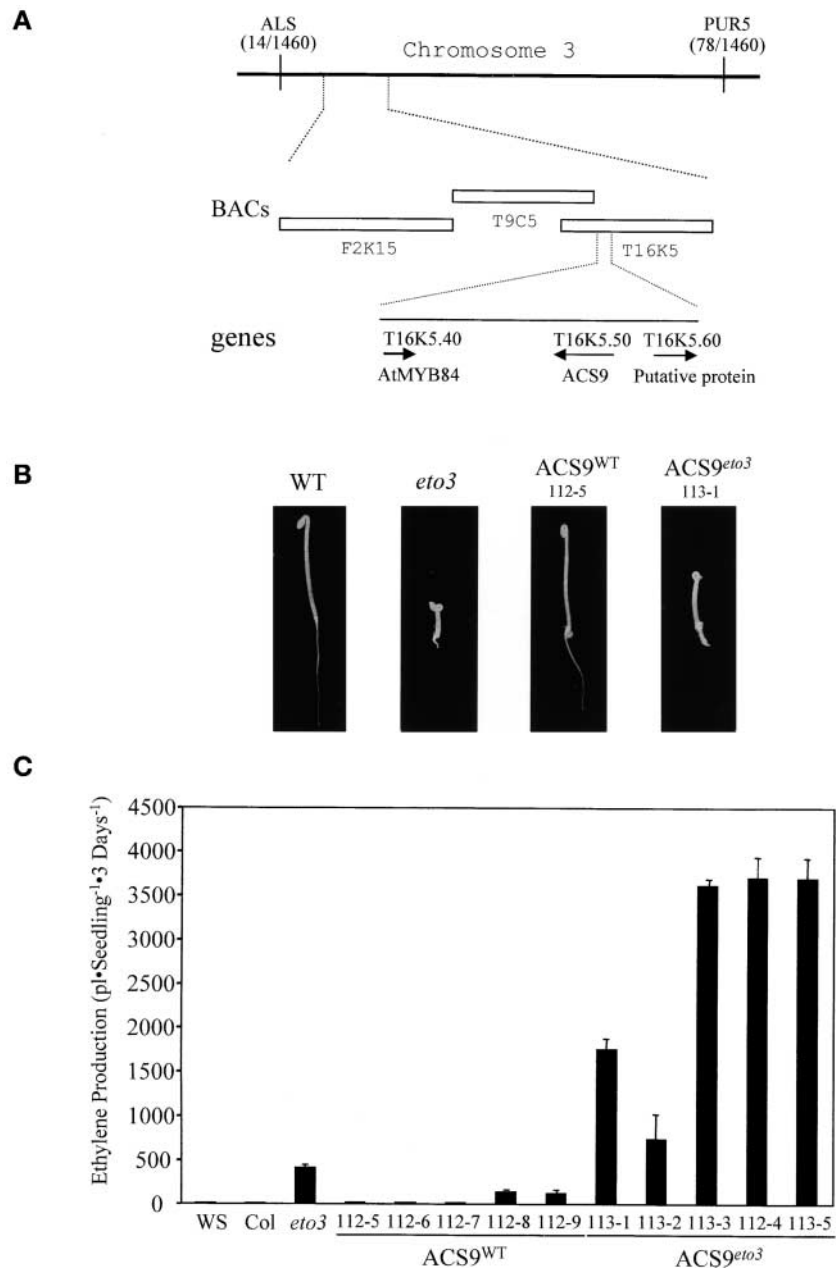 A
ALS
(14/1460)
Chromosome 3
PUR5
(78/1460)
BACs
F2K15
T9C5
T16K5
genes
T16K5.40
T16K5.50
T16K5.60
AtMYB84
ACS9
Putative protein
B
WT
eto3
ACS9WT
112-5
ACS9eto3
113-1
C
Ethylene Production (pl•Seedling-1•3 Days-1)
4500
4000
3500
3000
2500
2000
1500
1000
500
0
WS Col eto3 112-5 112-6 112-7 112-8 112-9 113-1 113-2 113-3 112-4 113-5
ACS9WT
ACS9eto3